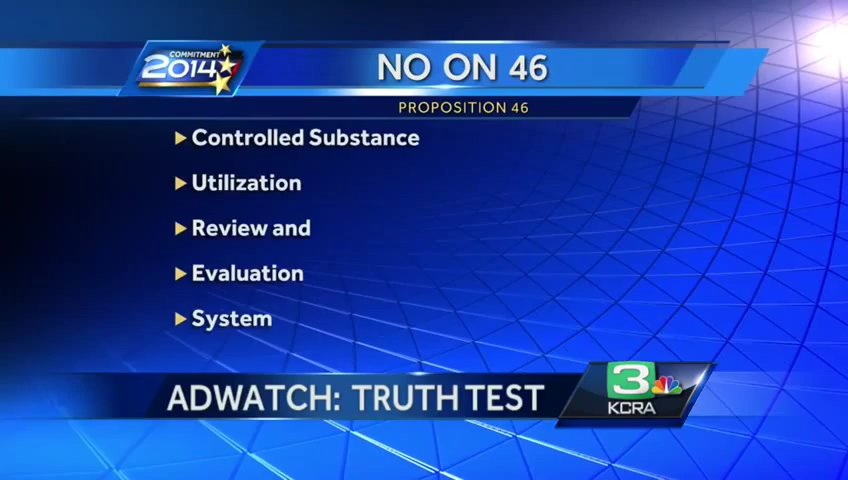 COMMITMENT
2014
NO ON 46
PROPOSITION 46
Controlled Substance
Utilization
Review and
Evaluation
System
ADWATCH: TRUTH TEST
3
KCRA